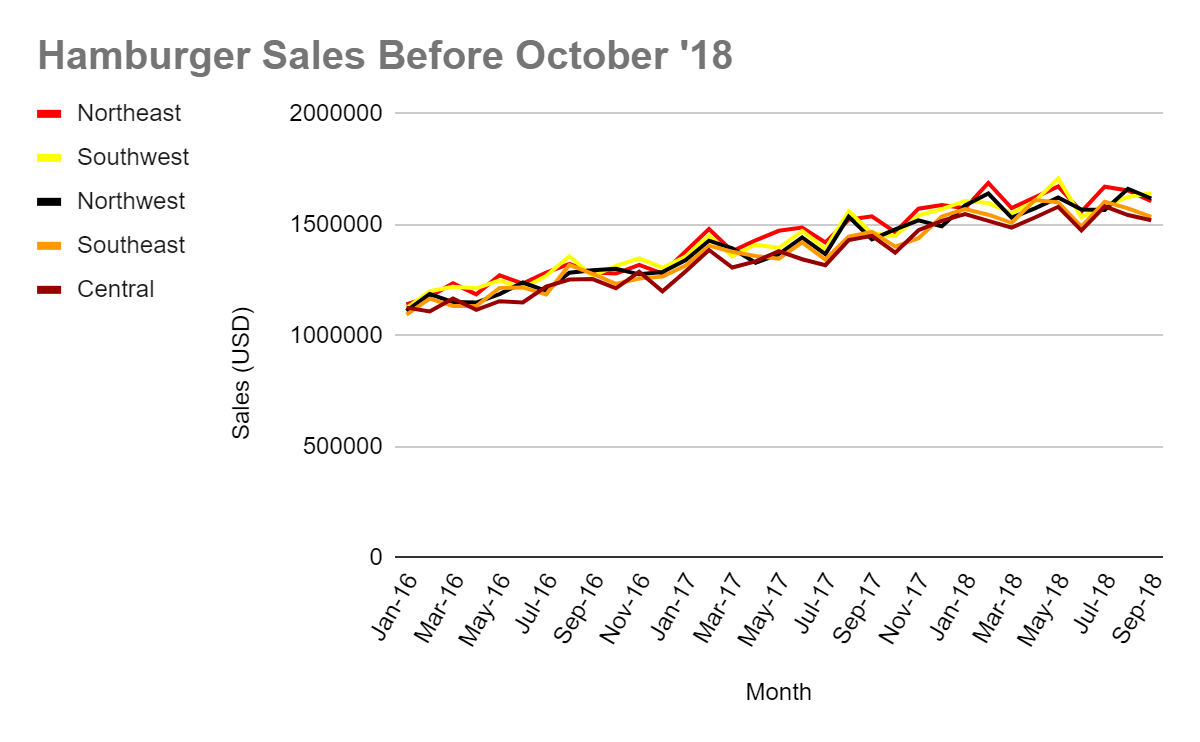 Hamburger Sales Before October '18
Northeast
Southwest
Northwest
Southeast
Central
Sales (USD)
2000000
1500000
1000000
500000
0
Jan-16
Mar-16
May-16
Jul-16
Sep-16
Nov-16
Jan-17
Mar-17
May-17
Jul-17
Sep-17
Nov-17
Jan-18
Mar-18
May-18
Jul-18
Sep-18
Month